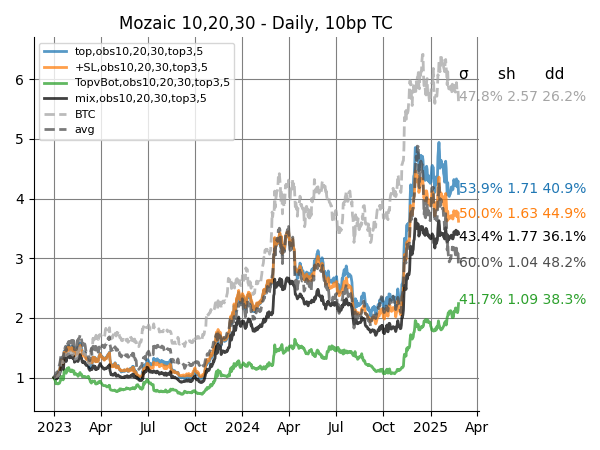 Mozaic 10,20,30 - Daily, 10bp TC
top,obs10,20,30,top3,5
+SL,obs10,20,30,top3,5
TopvBot,obs10,20,30,top3,5
mix,obs10,20,30,top3,5
BTC
avg
σ sh dd
47.8% 2.57 26.2%
53.9% 1.71 40.9%
50.0% 1.63 44.9%
43.4% 1.77 36.1%
60.0% 1.04 48.2%
41.7% 1.09 38.3%
6
5
4
3
2
1
2023 Apr Jul Oct 2024 Apr Jul Oct 2025 Apr